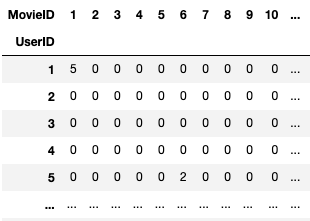 MovieID 1 2 3 4 5 6 7 8 9 10 ...
UserID
1 5 0 0 0 0 0 0 0 0 0 ...
2 0 0 0 0 0 0 0 0 0 0 ...
3 0 0 0 0 0 0 0 0 0 0 ...
4 0 0 0 0 0 0 0 0 0 0 ...
5 0 0 0 0 0 2 0 0 0 0 ...
... ... ... ... ... ... ... ... ... ... ... ...